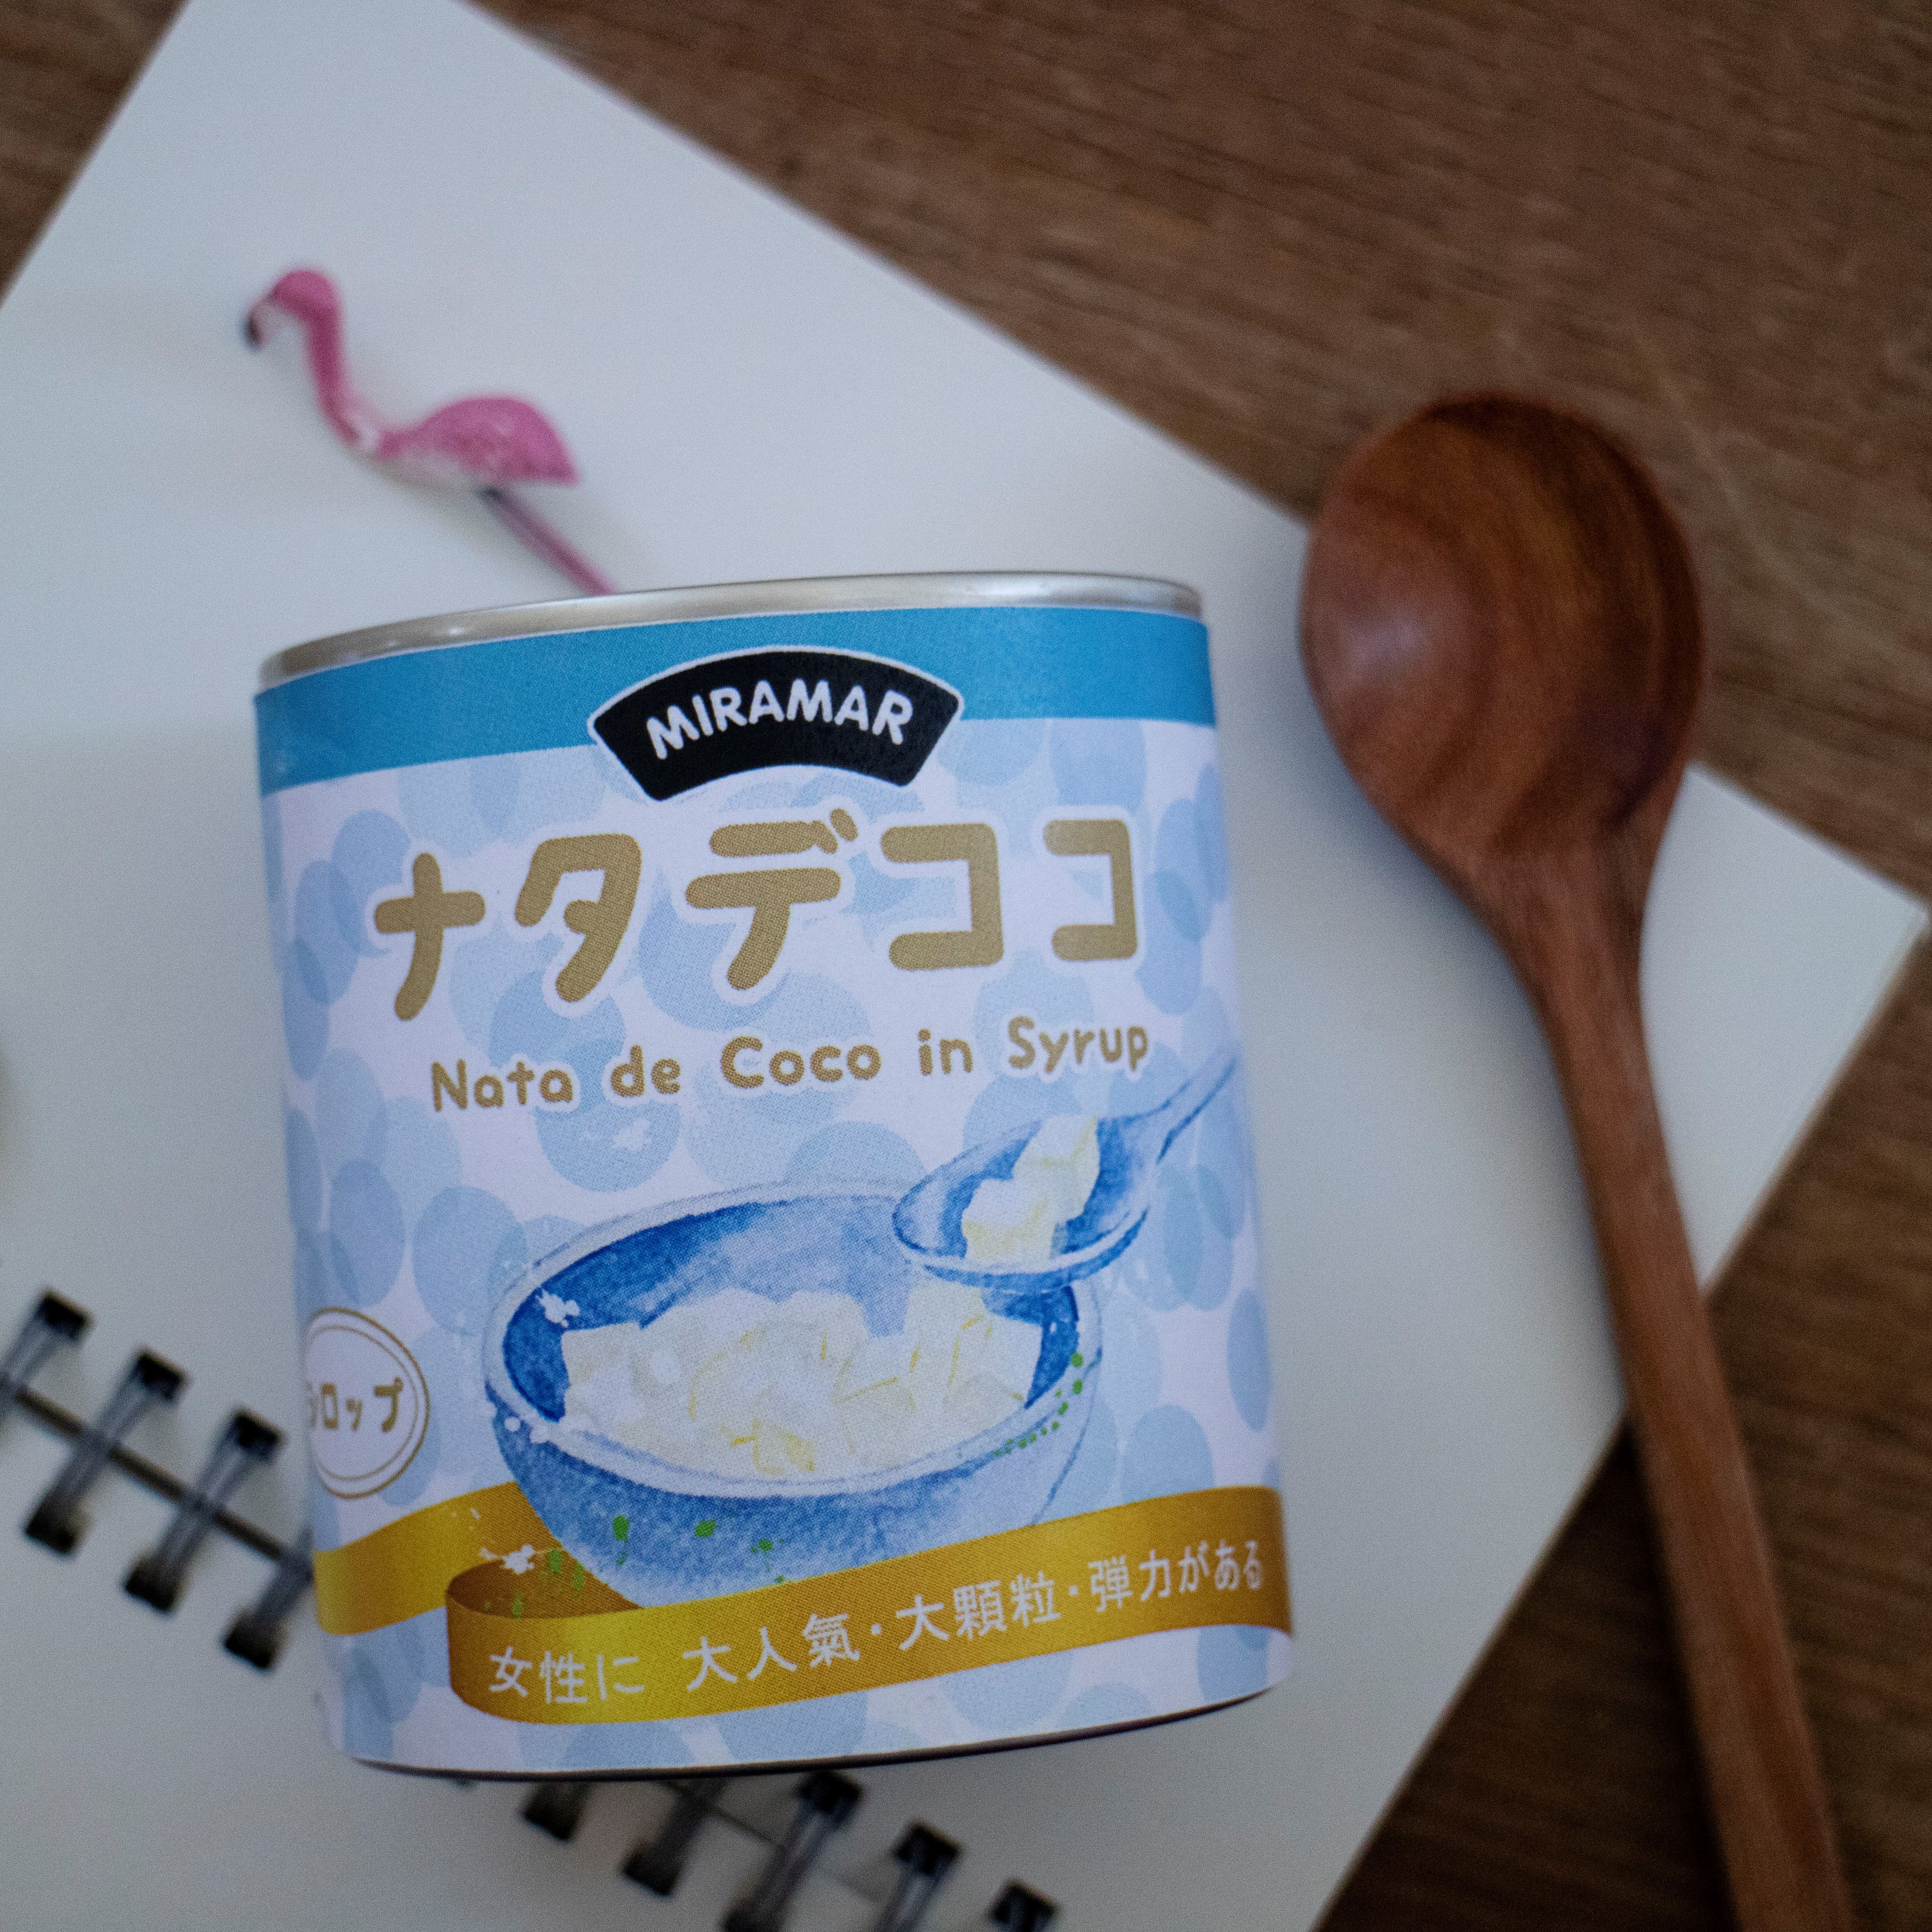 MIRAMAR
ナタデココ
Nata de Coco in Syrup
シロップ
女性に 大人氣・大顆粒・弾力がある